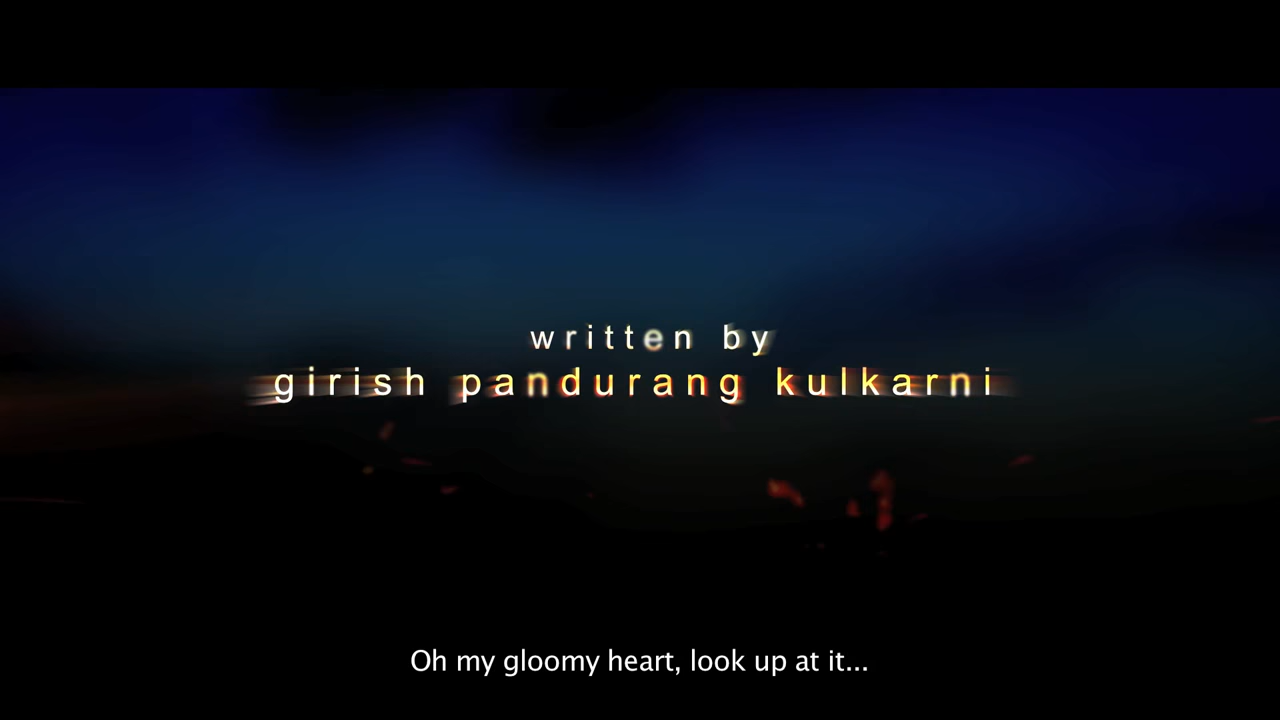 written by
girish pandurang kulkarni
Oh my gloomy heart, look up at it...